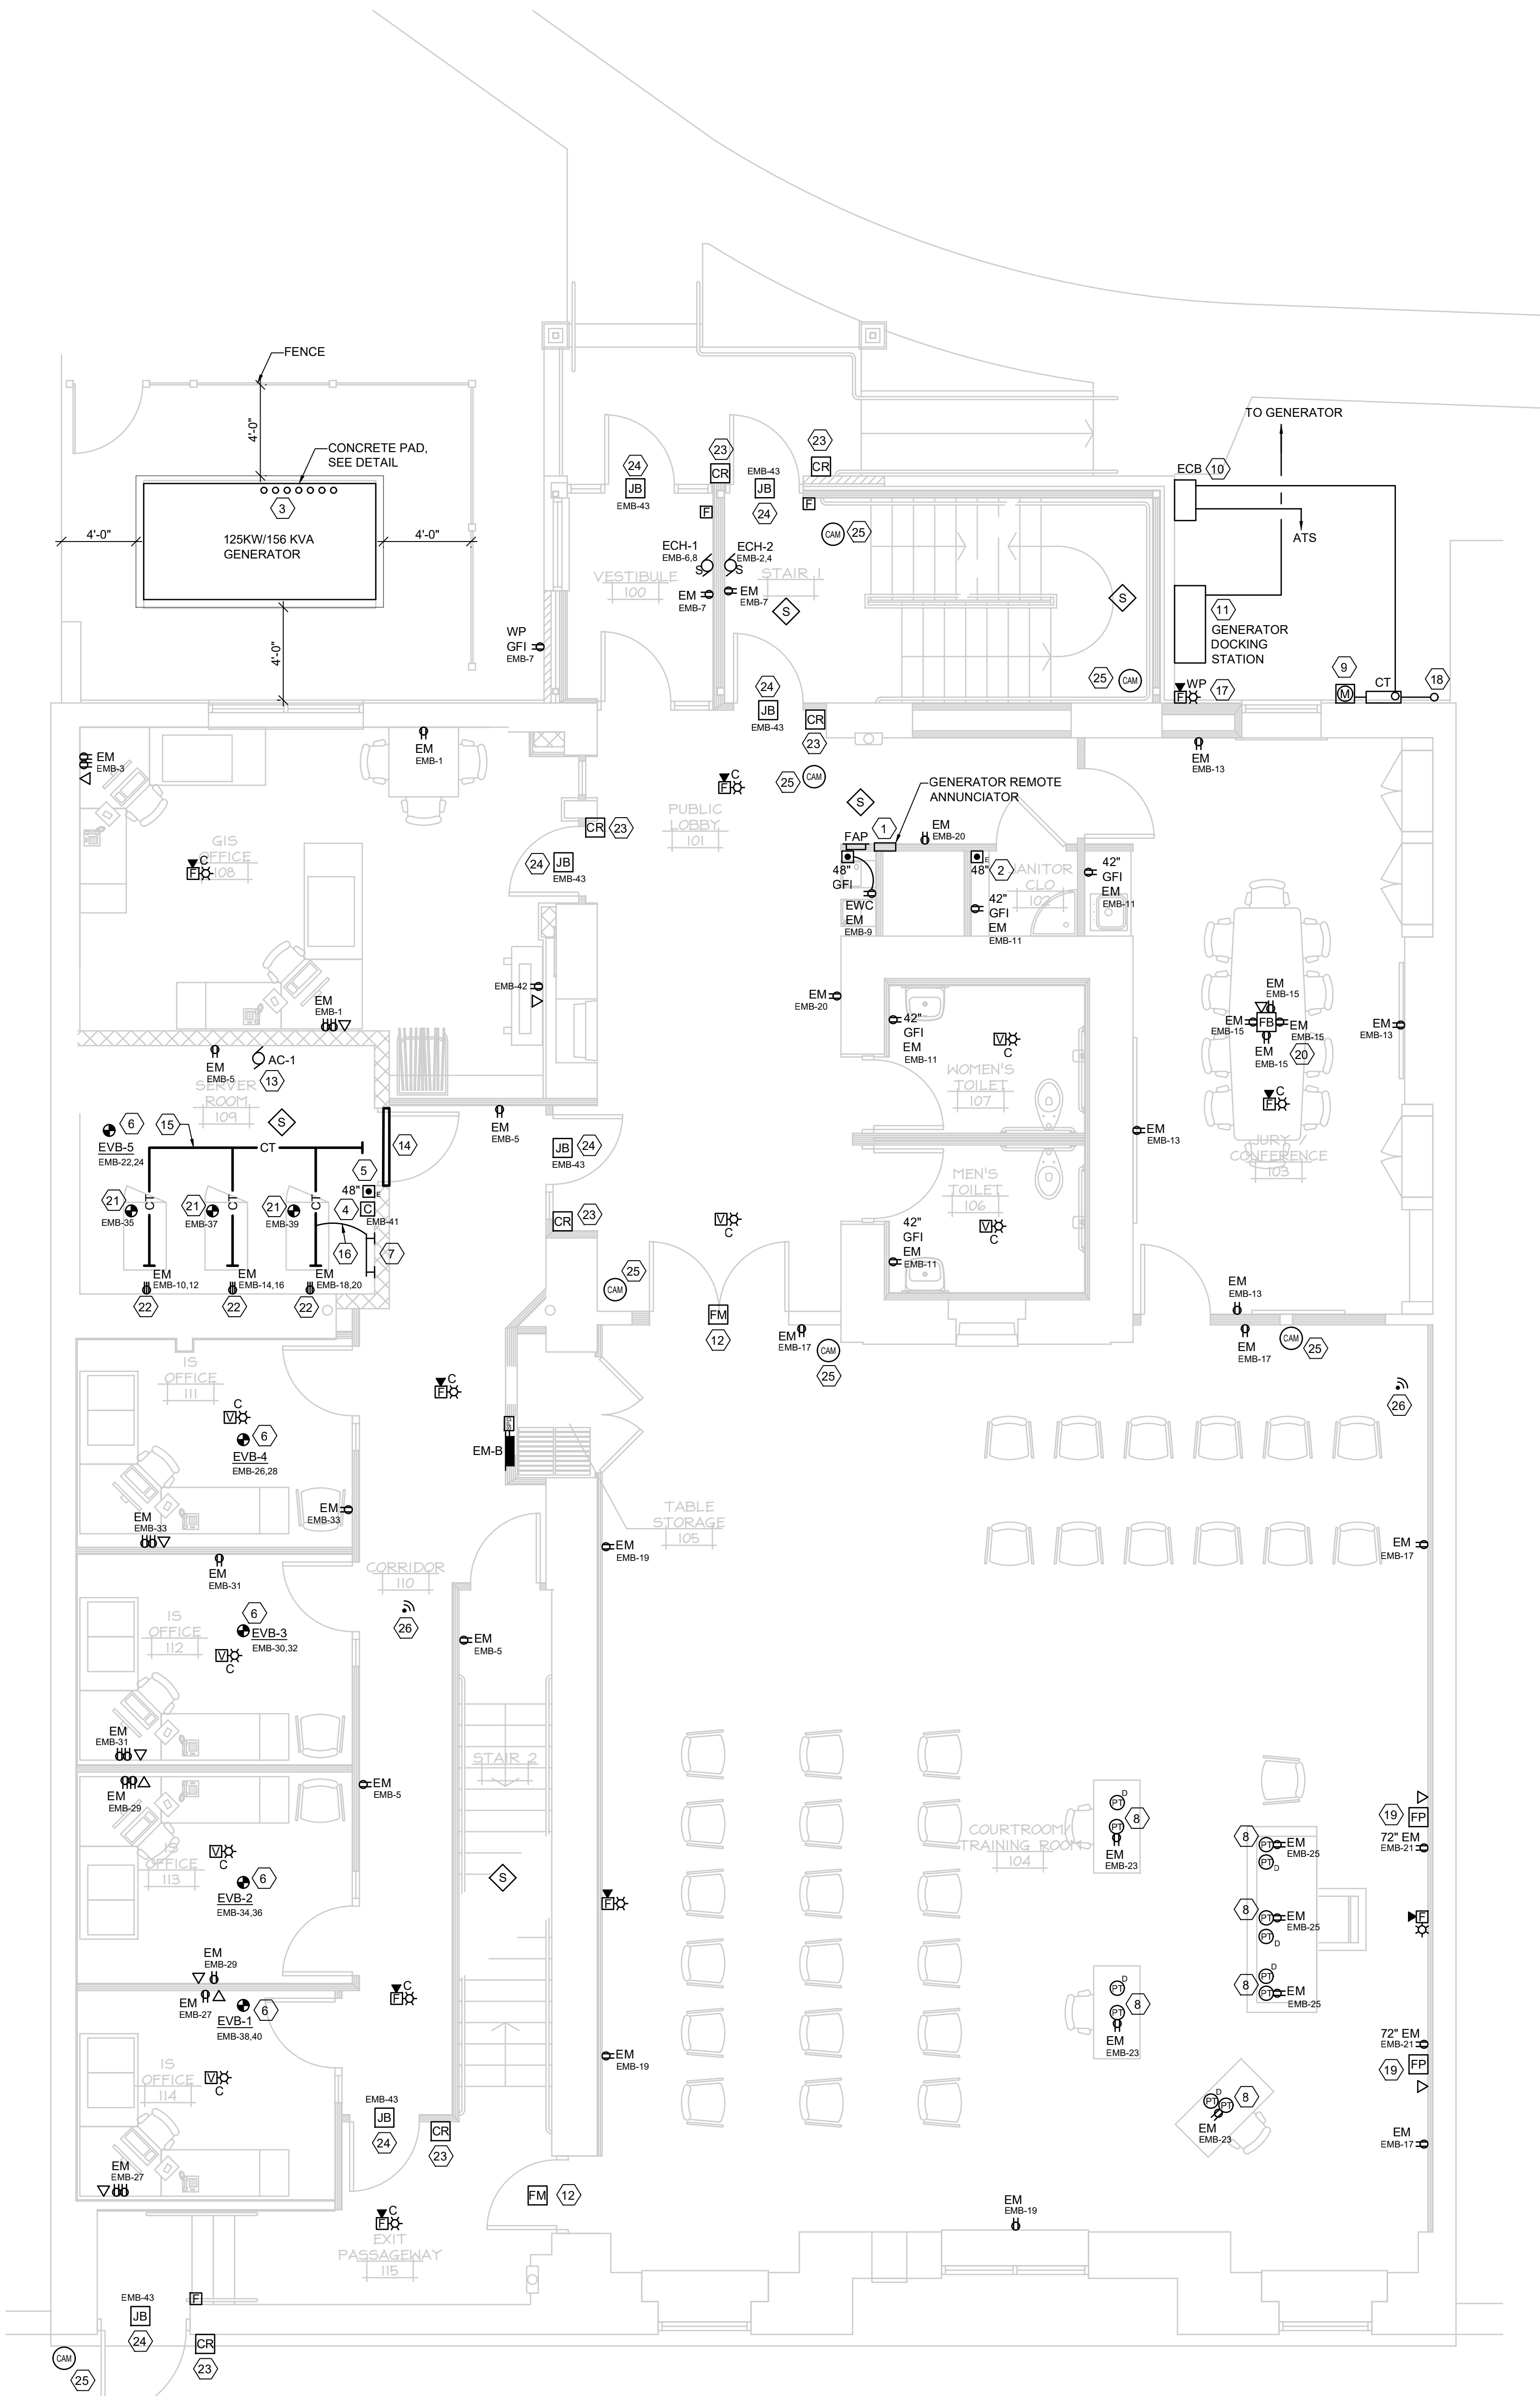 FENCE
4'-0"
CONCRETE PAD,
SEE DETAIL
3
4'-0"
125KW/156 KVA
GENERATOR
4'-0"
4'-0"
TO GENERATOR
ECB 10
ATS
11
GENERATOR
DOCKING
STATION
9
M
CT
18
WP
F
17
23
CR
24
JB
EMB-43
EMB-43
JB
24
23
CR
F
F
CAM 25
ECH-1
EMB-6,8
S
ECH-2
EMB-2,4
S
VESTIBULE
100
STAIR 1
EM
EMB-7
EM
EMB-7
S
S
WP
GFI
EMB-7
25 CAM
24
JB
EMB-43
CR
23
25 CAM
EM
EMB-13
EM
EMB-3
EM
EMB-1
C
F
PUBLIC
LOBBY
101
S
GENERATOR REMOTE
ANNUNCIATOR
CR 23
24 JB
EMB-43
GIS
OFFICE
108
C
F
FAP
1
EM
EMB-20
48"
GFI
EWC
EM
EMB-9
E
48"
2
JANITOR
CLO
102
42"
GFI
EM
EMB-11
42"
GFI
EM
EMB-11
EMB-42
EM
EMB-1
EM
EMB-20
42"
GFI
EM
EMB-11
V
C
WOMEN'S
TOILET
107
EM
EMB-15
EM
EMB-15
FB
EM
EMB-15
EM
EMB-15
20
EM
EMB-13
C
F
JURY /
CONFERENCE
103
EM
EMB-13
EM
EMB-5
AC-1
13
SERVER
ROOM
109
S
6
15
EVB-5
EMB-22,24
CT
14
5
EM
EMB-5
JB 24
EMB-43
CR 23
21
EMB-35
CT
21
EMB-37
CT
21
EMB-39
CT
48"
E
4
C
EMB-41
16
7
EM
EMB-10,12
22
EM
EMB-14,16
22
EM
EMB-18,20
22
MEN'S
TOILET
106
V
C
V
C
42"
GFI
EM
EMB-11
25
CAM
FM
12
EM
EMB-17
CAM
25
EM
EMB-13
EM
EMB-17
CAM
25
26
IS
OFFICE
111
C
V
6
EVB-4
EMB-26,28
EM
EMB-33
EM
EMB-33
C
F
EM-B
SPD
TABLE
STORAGE
105
EM
EMB-19
EM
EMB-17
EM
EMB-31
CORRIDOR
110
26
IS
OFFICE
112
6
EVB-3
EMB-30,32
V
C
EM
EMB-5
EM
EMB-31
STAIR 2
EM
EMB-5
EM
EMB-29
IS
OFFICE
113
V
C
6
EVB-2
EMB-34,36
S
F
COURTROOM/
TRAINING ROOM
104
PT D
PT
8
EM
EMB-23
8
PT
EM
EMB-25
PT D
8
PT
EM
EMB-25
PT D
8
PT D
PT
EM
EMB-25
19
FP
72" EM
EMB-21
F
EM
EMB-29
EM
EMB-27
6
EVB-1
EMB-38,40
C
F
PT D
PT
8
EM
EMB-23
72" EM
EMB-21
19
FP
IS
OFFICE
114
V
C
EM
EMB-19
PT D
PT
8
EM
EMB-23
EM
EMB-17
EMB-43
JB
24
CR
23
EM
EMB-27
FM 12
C
F
EXIT
PASSAGEWAY
115
EM
EMB-19
F
EMB-43
JB
24
CR
23
CAM
25